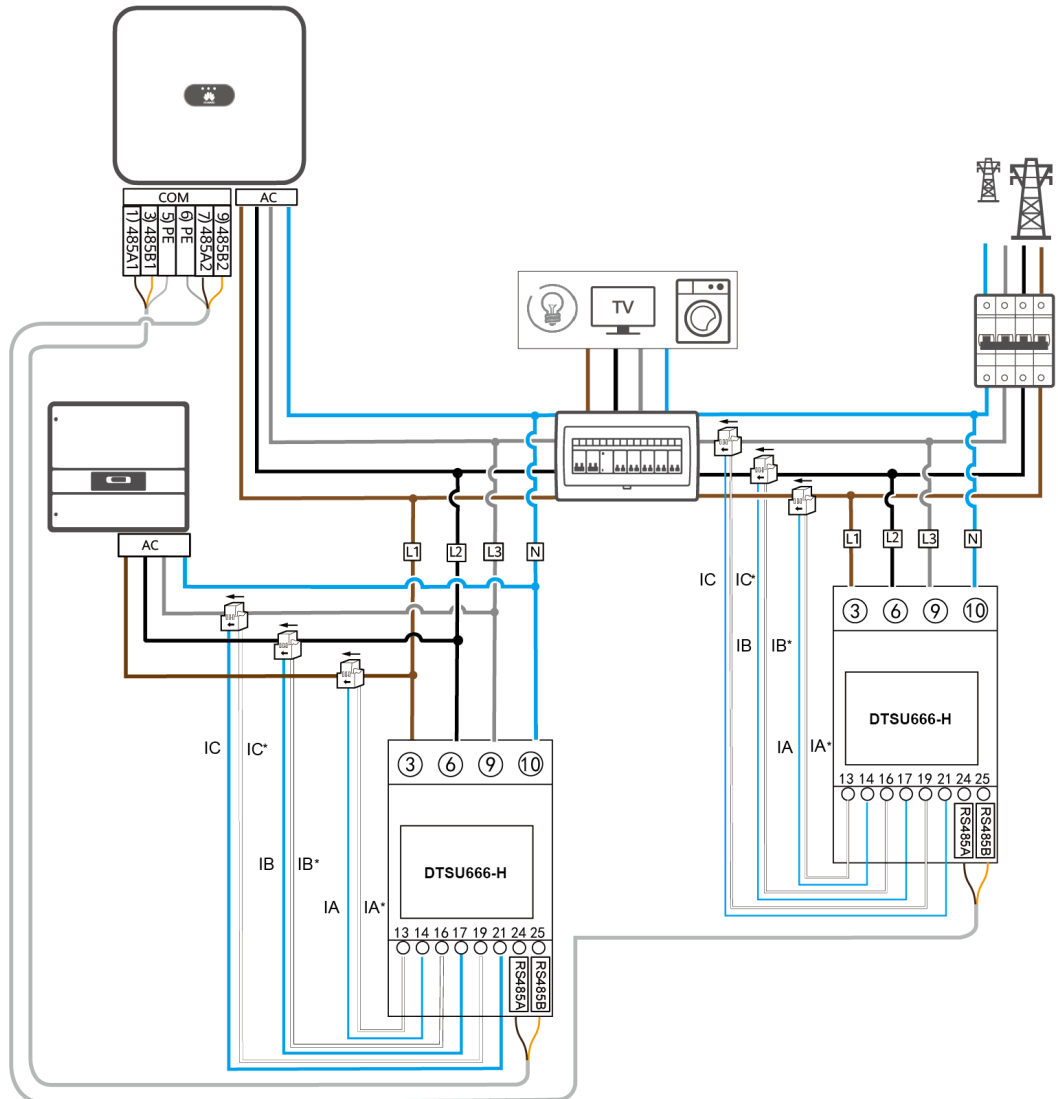 COM
AC
1) 485A1
3) 485B1
5) PE
6) PE
7) 485A2
9) 485B2
TV
AC
L1 L2 L3 N
L1 L2 L3 N
IC IC*
IB IB*
IA IA*
3 6 9 10
DTSU666-H
13 14 16 17 19 21 24 25
RS485A
RS485B
IC IC*
IB IB*
IA IA*
3 6 9 10
DTSU666-H
13 14 16 17 19 21 24 25
RS485A
RS485B